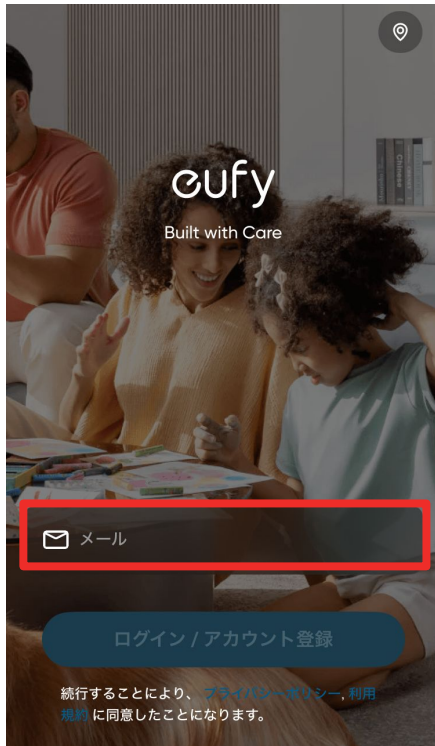 eufy
Built with Care
Chinese
メール
ログイン / アカウント登録
続行することにより、 プライバシーポリシー, 利用
規約 に同意したことになります。